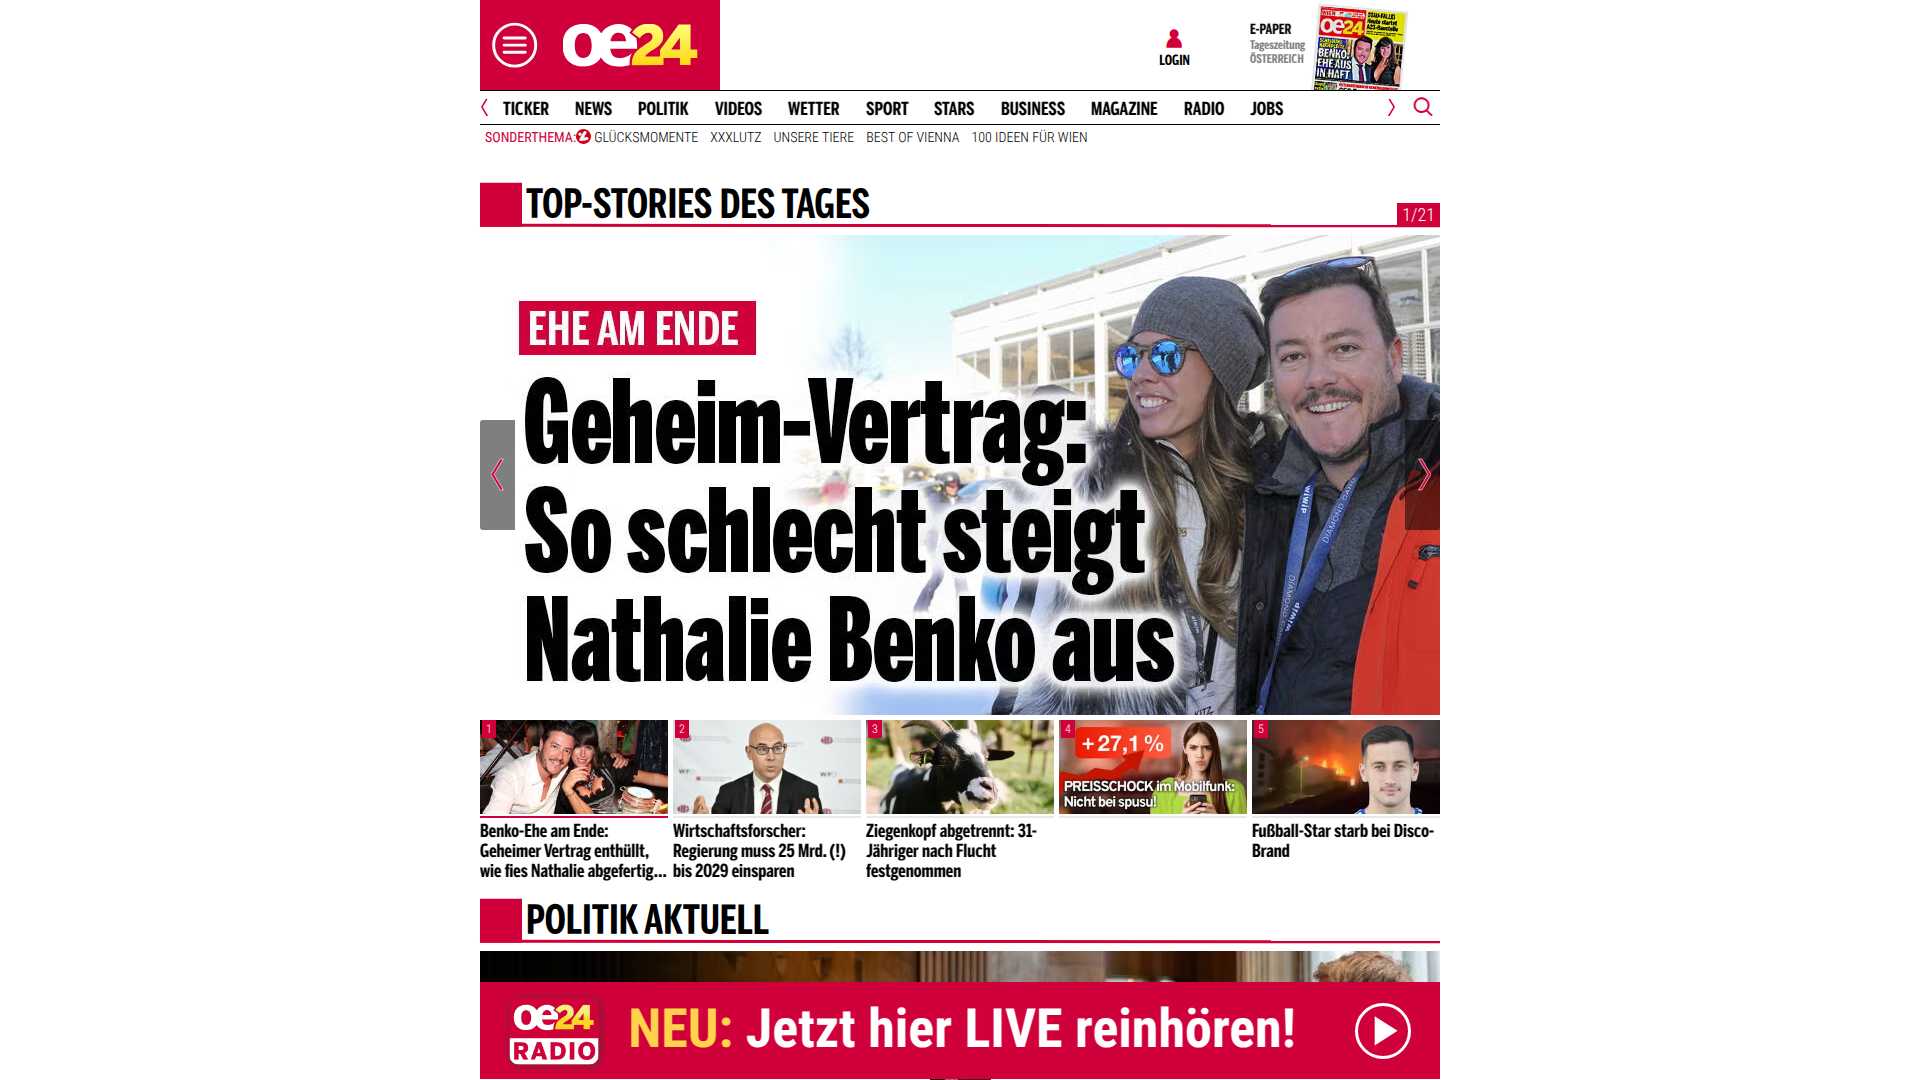 oe24
LOGIN
E-PAPER
Tageszeitung
ÖSTERREICH
oe24
BENKO:
EHE AUS
IN HAFT
TICKER NEWS POLITIK VIDEOS WETTER SPORT STARS BUSINESS MAGAZINE RADIO JOBS
SONDERTHEMA: GLÜCKSMOMENTE XXXLUTZ UNSERE TIERE BEST OF VIENNA 100 IDEEN FÜR WIEN
TOP-STORIES DES TAGES
1/21
EHE AM ENDE
Geheim-Vertrag:
So schlecht steigt
Nathalie Benko aus
1
2
3
4
5
+27,1 %
PREISSCHOCK im Mobilfunk:
Nicht bei spusu!
Benko-Ehe am Ende:
Geheimer Vertrag enthüllt,
wie fies Nathalie abgefertig...
Wirtschaftsforscher:
Regierung muss 25 Mrd. (!)
bis 2029 einsparen
Ziegenkopf abgetrennt: 31-
Jähriger nach Flucht
festgenommen
Fußball-Star starb bei Disco-
Brand
POLITIK AKTUELL
oe24
RADIO
NEU: Jetzt hier LIVE reinhören!